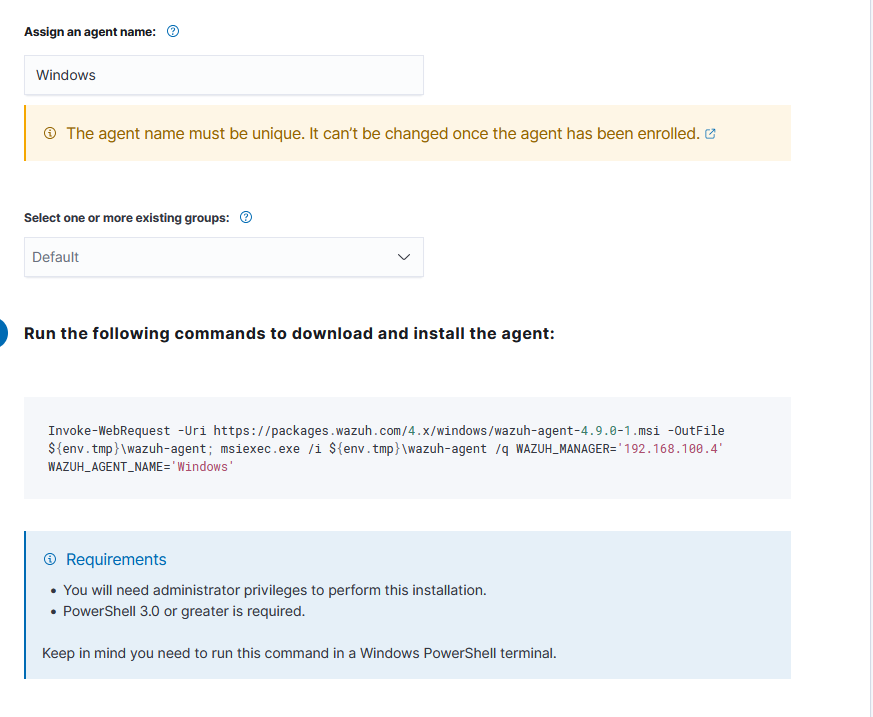 Assign an agent name:
Windows
The agent name must be unique. It can’t be changed once the agent has been enrolled.
Select one or more existing groups:
Default
Run the following commands to download and install the agent:
Invoke-WebRequest -Uri https://packages.wazuh.com/4.x/windows/wazuh-agent-4.9.0-1.msi -OutFile
${env.tmp}\wazuh-agent; msiexec.exe /i ${env.tmp}\wazuh-agent /q WAZUH_MANAGER='192.168.100.4'
WAZUH_AGENT_NAME='Windows'
Requirements
• You will need administrator privileges to perform this installation.
• PowerShell 3.0 or greater is required.
Keep in mind you need to run this command in a Windows PowerShell terminal.